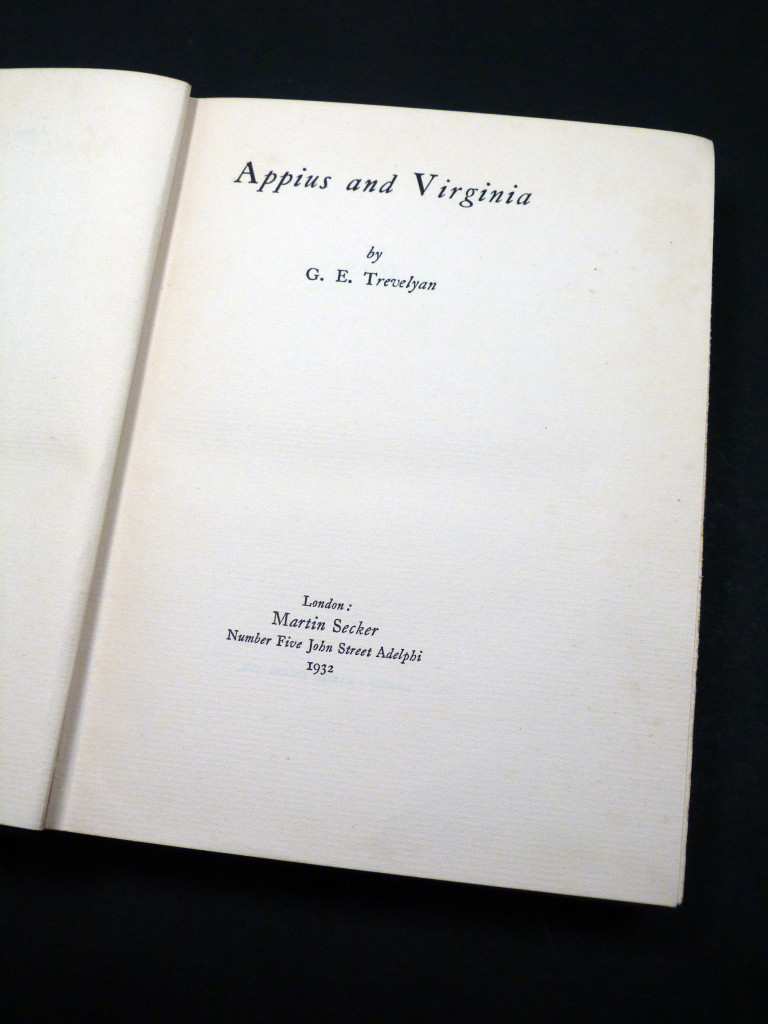 Appius and Virginia
by
G. E. Trevelyan
London:
Martin Secker
Number Five John Street Adelphi
1932